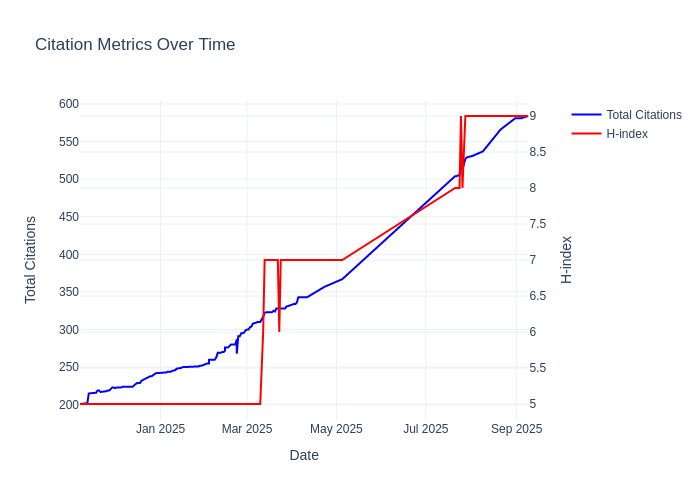 Citation Metrics Over Time
600
550
500
450
400
350
300
250
200
9
8.5
8
7.5
7
6.5
6
5.5
5
Jan 2025
Mar 2025
May 2025
Jul 2025
Sep 2025
Total Citations
H-index
Date
Total Citations
H-index